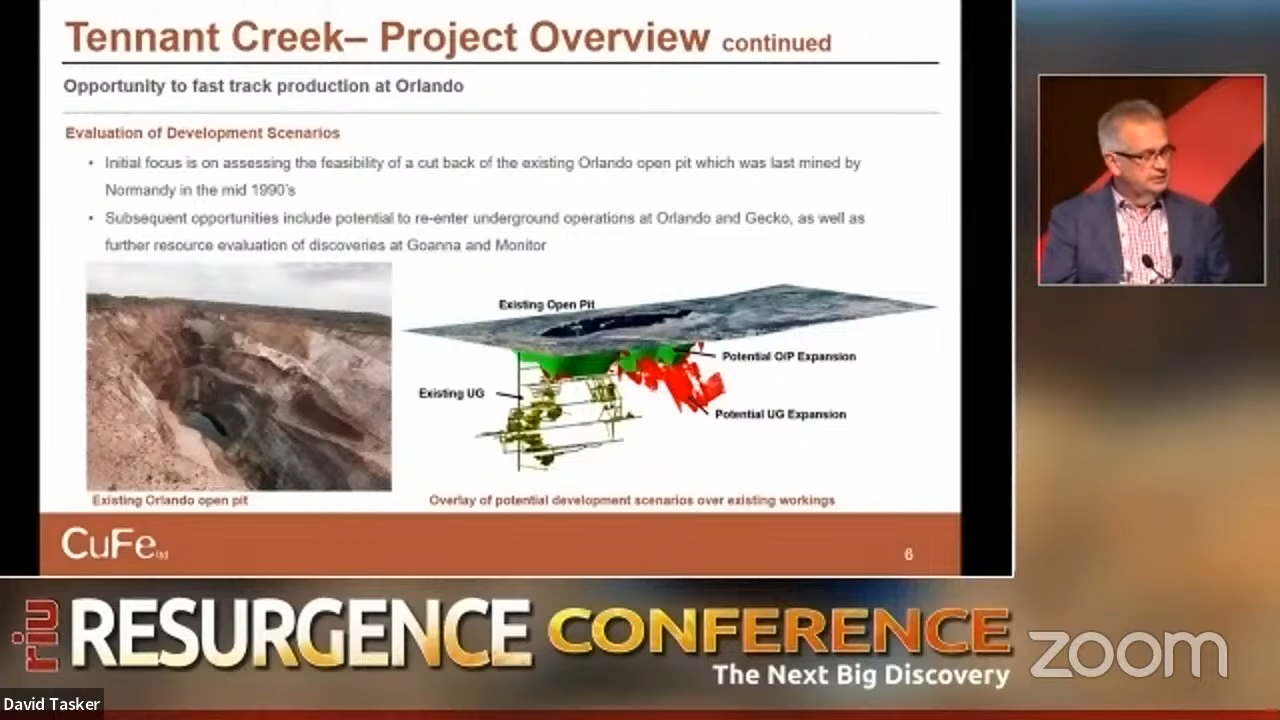 Tennant Creek– Project Overview continued
Opportunity to fast track production at Orlando
Evaluation of Development Scenarios
• Initial focus is on assessing the feasibility of a cut back of the existing Orlando open pit which was last mined by
Normandy in the mid 1990's
• Subsequent opportunities include potential to re-enter underground operations at Orlando and Gecko, as well as
further resource evaluation of discoveries at Goanna and Monitor
Existing Open Pit
Potential O/P Expansion
Existing UG
Potential UG Expansion
Existing Orlando open pit
Overlay of potential development scenarios over existing workings
CuFe ltd
6
riu RESURGENCE CONFERENCE
The Next Big Discovery
zoom
David Tasker